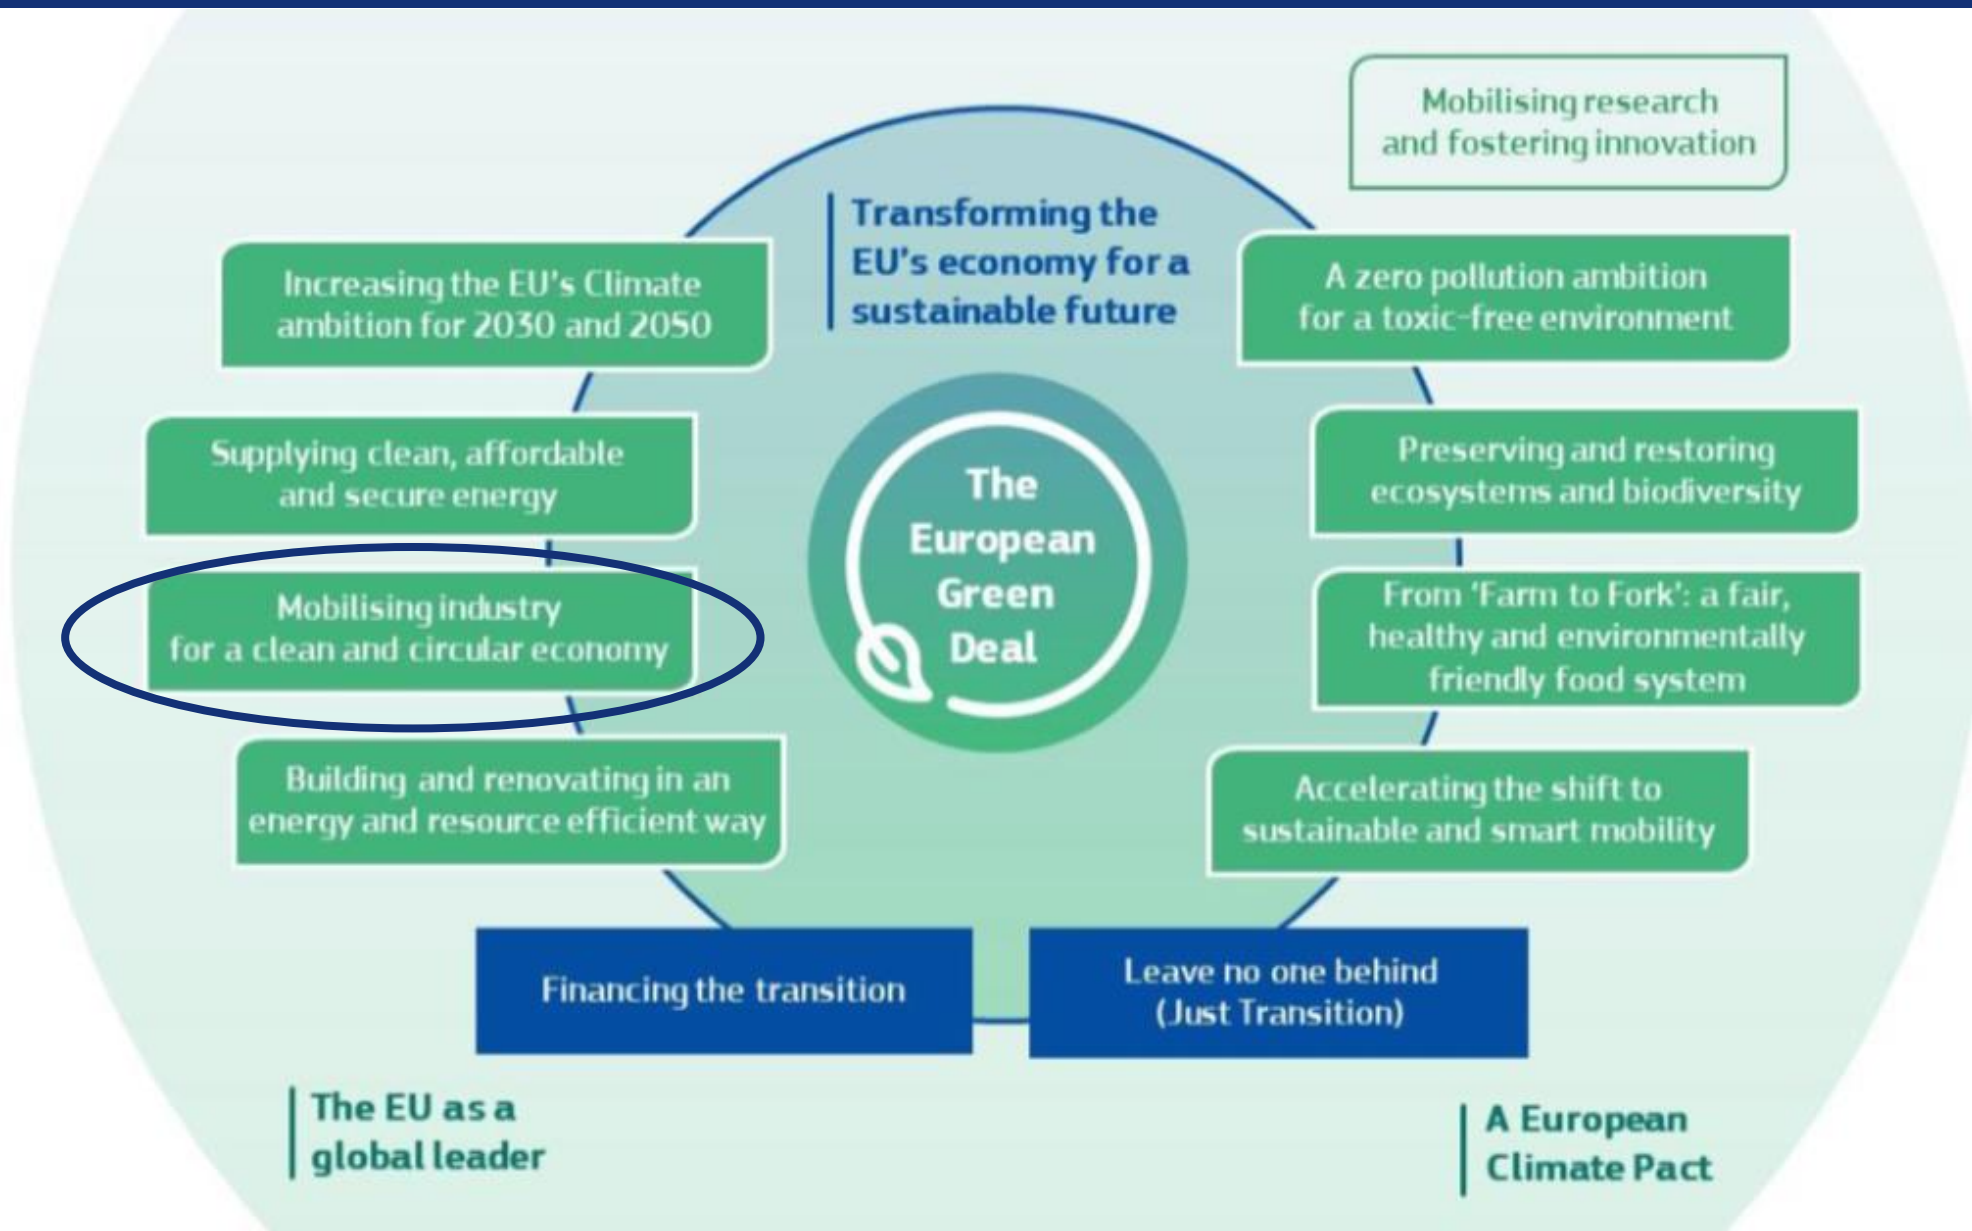 Mobilising research
and fostering innovation
Transforming the
EU's economy for a
sustainable future
Increasing the EU's Climate
ambition for 2030 and 2050
A zero pollution ambition
for a toxic-free environment
Supplying clean, affordable
and secure energy
Preserving and restoring
ecosystems and biodiversity
The
European
Green
Deal
Mobilising industry
for a clean and circular economy
From ‘Farm to Fork’: a fair,
healthy and environmentally
friendly food system
Building and renovating in an
energy and resource efficient way
Accelerating the shift to
sustainable and smart mobility
Financing the transition
Leave no one behind
(Just Transition)
The EU as a
global leader
A European
Climate Pact